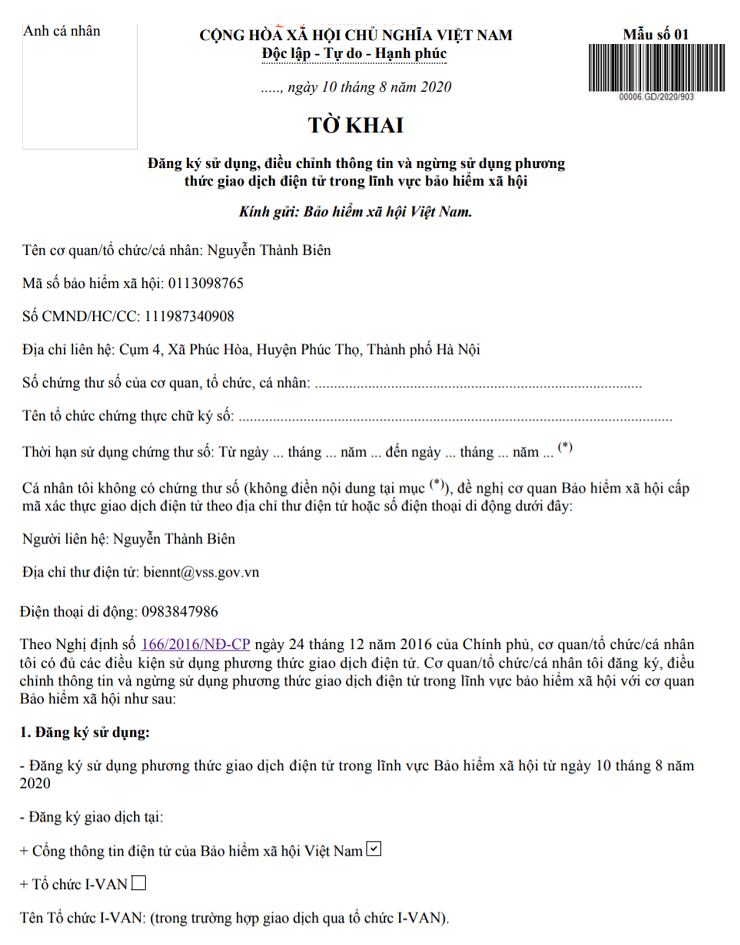 Anh cá nhân
CỘNG HÒA XÃ HỘI CHỦ NGHĨA VIỆT NAM
Độc lập - Tự do - Hạnh phúc
Mẫu số 01
00006.GD/2020/903
....., ngày 10 tháng 8 năm 2020
TỜ KHAI
Đăng ký sử dụng, điều chỉnh thông tin và ngừng sử dụng phương
thức giao dịch điện tử trong lĩnh vực bảo hiểm xã hội
Kính gửi: Bảo hiểm xã hội Việt Nam.
Tên cơ quan/tổ chức/cá nhân: Nguyễn Thành Biên
Mã số bảo hiểm xã hội: 0113098765
Số CMND/HC/CC: 111987340908
Địa chỉ liên hệ: Cụm 4, Xã Phúc Hòa, Huyện Phúc Thọ, Thành phố Hà Nội
Số chứng thư số của cơ quan, tổ chức, cá nhân: .......................................................................................
Tên tổ chức chứng thực chữ ký số: ...................................................................................................................
Thời hạn sử dụng chứng thư số: Từ ngày ... tháng ... năm ... đến ngày ... tháng ... năm ... (*)
Cá nhân tôi không có chứng thư số (không điền nội dung tại mục (*)), đề nghị cơ quan Bảo hiểm xã hội cấp
mã xác thực giao dịch điện tử theo địa chỉ thư điện tử hoặc số điện thoại di động dưới đây:
Người liên hệ: Nguyễn Thành Biên
Địa chỉ thư điện tử: biennt@vss.gov.vn
Điện thoại di động: 0983847986
Theo Nghị định số 166/2016/NĐ-CP ngày 24 tháng 12 năm 2016 của Chính phủ, cơ quan/tổ chức/cá nhân
tôi có đủ các điều kiện sử dụng phương thức giao dịch điện tử. Cơ quan/tổ chức/cá nhân tôi đăng ký, điều
chỉnh thông tin và ngừng sử dụng phương thức giao dịch điện tử trong lĩnh vực bảo hiểm xã hội với cơ quan
Bảo hiểm xã hội như sau:
1. Đăng ký sử dụng:
- Đăng ký sử dụng phương thức giao dịch điện tử trong lĩnh vực Bảo hiểm xã hội từ ngày 10 tháng 8 năm
2020
- Đăng ký giao dịch tại:
+ Cổng thông tin điện tử của Bảo hiểm xã hội Việt Nam
+ Tổ chức I-VAN
Tên Tổ chức I-VAN: (trong trường hợp giao dịch qua tổ chức I-VAN).